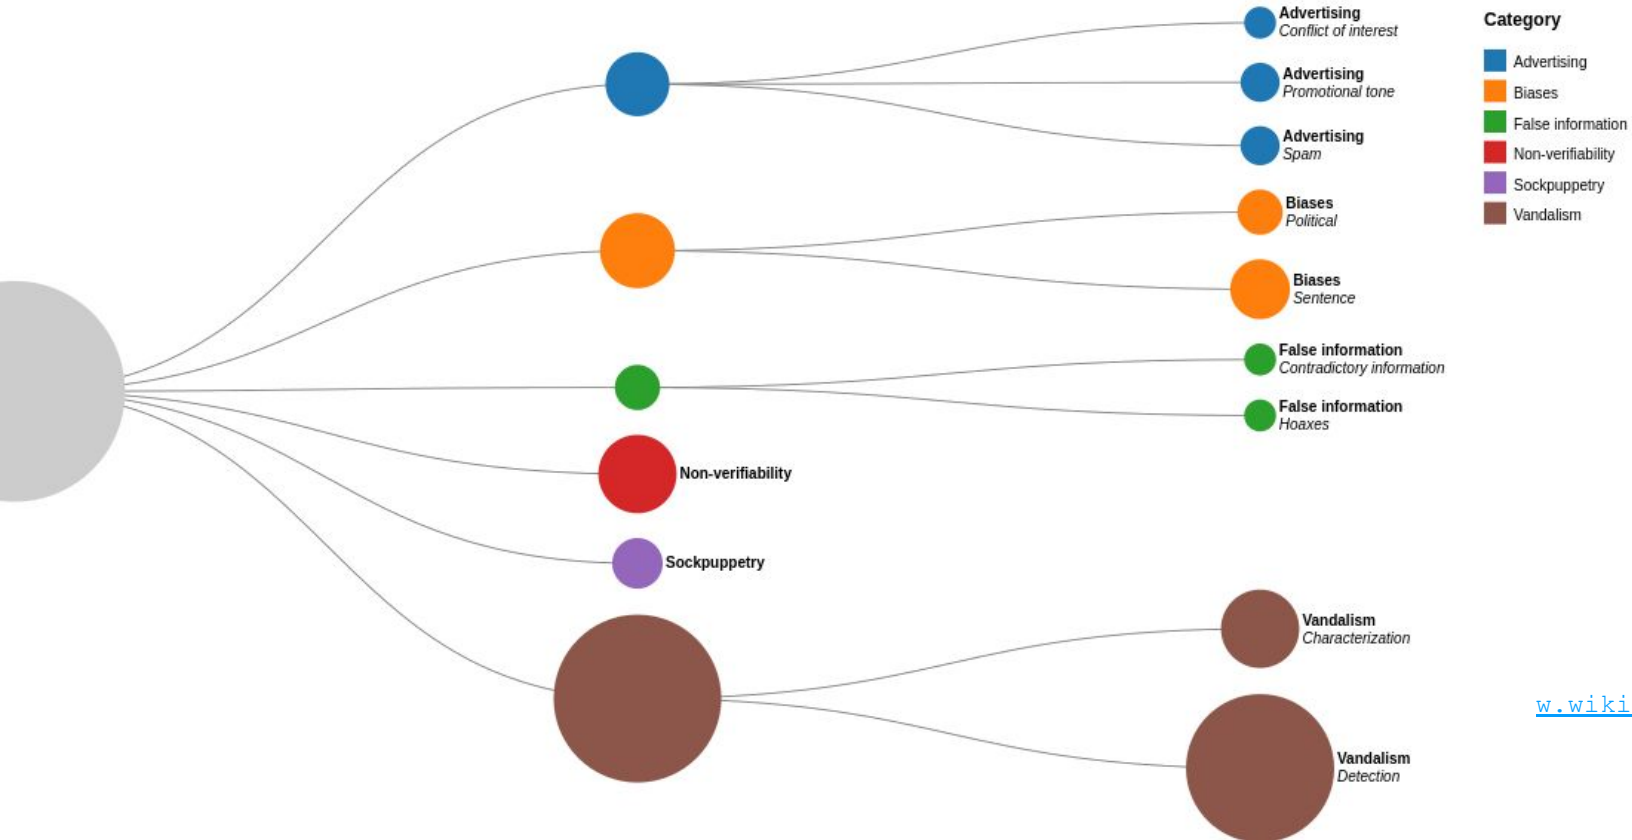 Advertising
Conflict of interest
Advertising
Promotional tone
Advertising
Spam
Biases
Political
Biases
Sentence
False information
Contradictory information
False information
Hoaxes
Non-verifiability
Sockpuppetry
Vandalism
Characterization
Vandalism
Detection
Category
Advertising
Biases
False information
Non-verifiability
Sockpuppetry
Vandalism
w.wiki